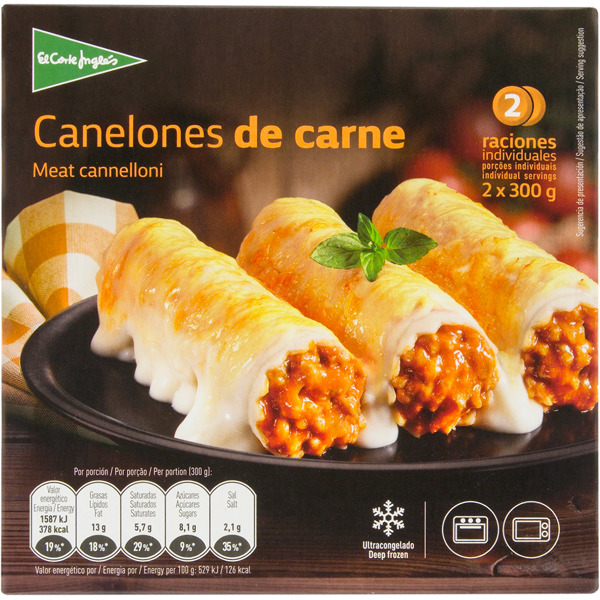 El Corte Inglés
Canelones de carne
Meat cannelloni
2
raciones
individuales
porções individuais
individual servings
2 x 300 g
Sugerencia de presentación / Sugestão de apresentação / Serving suggestion
Por porción / Por porção / Per portion (300 g):
Valor
energético
Energia / Energy
1587 kJ
378 kcal
19%*
Grasas
Lípidos
Fat
13 g
18%*
Saturadas
Saturados
Saturates
5,7 g
29%*
Azúcares
Açúcares
Sugars
8,1 g
9%*
Sal
Salt
2,1 g
35%*
Valor energético por / Energia por / Energy per 100 g: 529 kJ / 126 kcal
Ultracongelado
Deep frozen